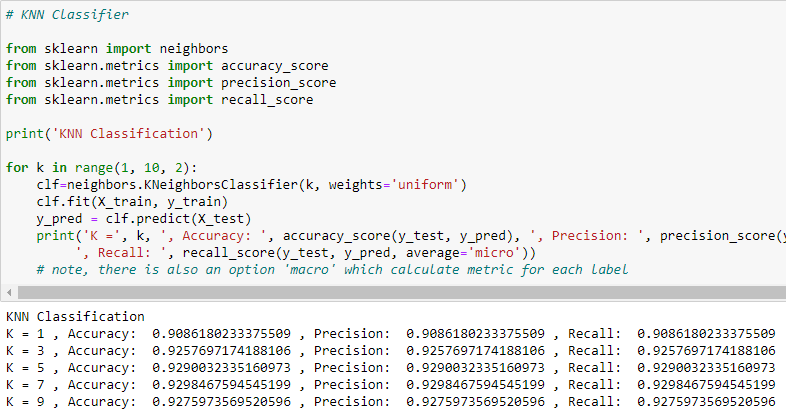 # KNN Classifier
from sklearn import neighbors
from sklearn.metrics import accuracy_score
from sklearn.metrics import precision_score
from sklearn.metrics import recall_score
print('KNN Classification')
for k in range(1, 10, 2):
    clf=neighbors.KNeighborsClassifier(k, weights='uniform')
    clf.fit(X_train, y_train)
    y_pred = clf.predict(X_test)
    print('K =', k, ', Accuracy: ', accuracy_score(y_test, y_pred), ', Precision: ', precision_score(y
         ', Recall: ', recall_score(y_test, y_pred, average='micro'))
    # note, there is also an option 'macro' which calculate metric for each label
KNN Classification
K = 1 , Accuracy:  0.9086180233375509 , Precision:  0.9086180233375509 , Recall:  0.9086180233375509
K = 3 , Accuracy:  0.9257697174188106 , Precision:  0.9257697174188106 , Recall:  0.9257697174188106
K = 5 , Accuracy:  0.9290032335160973 , Precision:  0.9290032335160973 , Recall:  0.9290032335160973
K = 7 , Accuracy:  0.9298467594545199 , Precision:  0.9298467594545199 , Recall:  0.9298467594545199
K = 9 , Accuracy:  0.9275973569520596 , Precision:  0.9275973569520596 , Recall:  0.9275973569520596